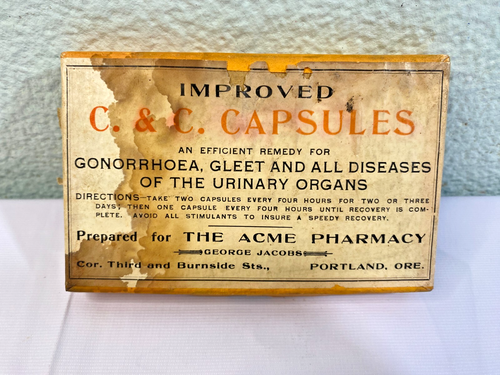 IMPROVED
C. & C. CAPSULES
AN EFFICIENT REMEDY FOR
GONORRHOEA, GLEET AND ALL DISEASES
OF THE URINARY ORGANS
DIRECTIONS—TAKE TWO CAPSULES EVERY FOUR HOURS FOR TWO OR THREE
DAYS; THEN ONE CAPSULE EVERY FOUR HOURS UNTIL RECOVERY IS COM-
PLETE. AVOID ALL STIMULANTS TO INSURE A SPEEDY RECOVERY.
Prepared for THE ACME PHARMACY
GEORGE JACOBS
Cor. Third and Burnside Sts., PORTLAND, ORE.